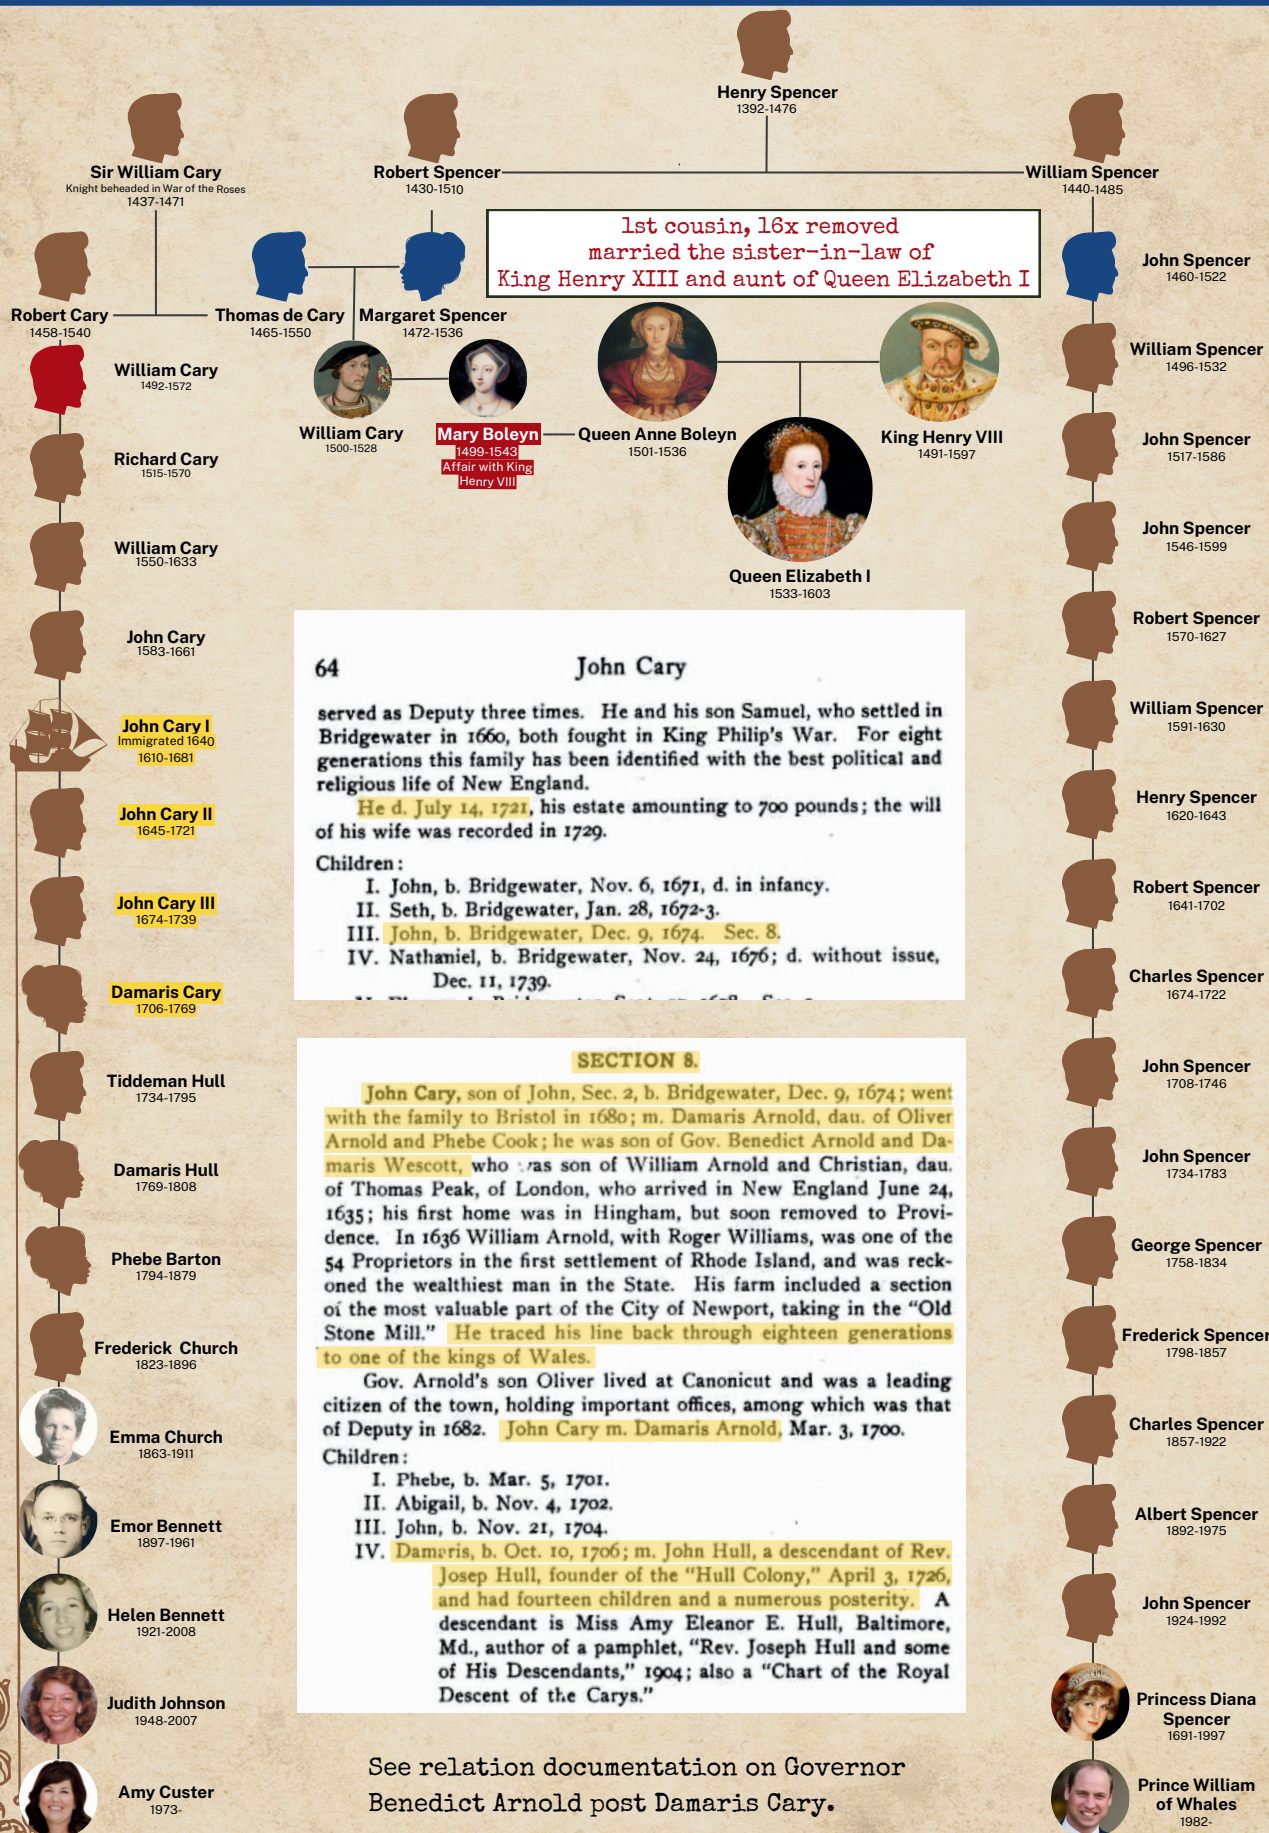 Henry Spencer
1392-1476
Sir William Cary
Knight beheaded in War of the Roses
1437-1471
Robert Spencer
1430-1510
William Spencer
1440-1485
1st cousin, 16x removed
married the sister-in-law of
King Henry XIII and aunt of Queen Elizabeth I
Robert Cary
1458-1540
Thomas de Cary
1465-1550
Margaret Spencer
1472-1536
William Cary
1500-1528
Mary Boleyn
1499-1543
Affair with King
Henry VIII
Queen Anne Boleyn
1501-1536
King Henry VIII
1491-1597
Queen Elizabeth I
1533-1603
William Cary
1492-1572
Richard Cary
1515-1570
William Cary
1550-1633
John Cary
1583-1661
John Cary I
Immigrated 1640
1610-1681
John Cary II
1645-1721
John Cary III
1674-1739
Damaris Cary
1706-1769
Tiddeman Hull
1734-1795
Damaris Hull
1769-1808
Phebe Barton
1794-1879
Frederick Church
1823-1896
Emma Church
1863-1911
Emor Bennett
1897-1961
Helen Bennett
1921-2008
Judith Johnson
1948-2007
Amy Custer
1973-
64 John Cary
served as Deputy three times. He and his son Samuel, who settled in
Bridgewater in 1660, both fought in King Philip's War. For eight
generations this family has been identified with the best political and
religious life of New England.
He d. July 14, 1721, his estate amounting to 700 pounds; the will
of his wife was recorded in 1729.
Children:
I. John, b. Bridgewater, Nov. 6, 1671, d. in infancy.
II. Seth, b. Bridgewater, Jan. 28, 1672-3.
III. John, b. Bridgewater, Dec. 9, 1674. Sec. 8.
IV. Nathaniel, b. Bridgewater, Nov. 24, 1676; d. without issue,
Dec. 11, 1739.
SECTION 8.
John Cary, son of John, Sec. 2, b. Bridgewater, Dec. 9, 1674; went
with the family to Bristol in 1680; m. Damaris Arnold, dau. of Oliver
Arnold and Phebe Cook; he was son of Gov. Benedict Arnold and Da-
maris Wescott, who was son of William Arnold and Christian, dau.
of Thomas Peak, of London, who arrived in New England June 24,
1635; his first home was in Hingham, but soon removed to Provi-
dence. In 1636 William Arnold, with Roger Williams, was one of the
54 Proprietors in the first settlement of Rhode Island, and was reck-
oned the wealthiest man in the State. His farm included a section
of the most valuable part of the City of Newport, taking in the "Old
Stone Mill." He traced his line back through eighteen generations
to one of the kings of Wales.
Gov. Arnold's son Oliver lived at Canonicut and was a leading
citizen of the town, holding important offices, among which was that
of Deputy in 1682. John Cary m. Damaris Arnold, Mar. 3, 1700.
Children:
I. Phebe, b. Mar. 5, 1701.
II. Abigail, b. Nov. 4, 1702.
III. John, b. Nov. 21, 1704.
IV. Damaris, b. Oct. 10, 1706; m. John Hull, a descendant of Rev.
Josep Hull, founder of the "Hull Colony," April 3, 1726,
and had fourteen children and a numerous posterity. A
descendant is Miss Amy Eleanor E. Hull, Baltimore,
Md., author of a pamphlet, "Rev. Joseph Hull and some
of His Descendants," 1904; also a "Chart of the Royal
Descent of the Carys."
See relation documentation on Governor
Benedict Arnold post Damaris Cary.
John Spencer
1460-1522
William Spencer
1496-1532
John Spencer
1517-1586
John Spencer
1546-1599
Robert Spencer
1570-1627
William Spencer
1591-1630
Henry Spencer
1620-1643
Robert Spencer
1641-1702
Charles Spencer
1674-1722
John Spencer
1708-1746
John Spencer
1734-1783
George Spencer
1758-1834
Frederick Spencer
1798-1857
Charles Spencer
1857-1922
Albert Spencer
1892-1975
John Spencer
1924-1992
Princess Diana
Spencer
1691-1997
Prince William
of Whales
1982-